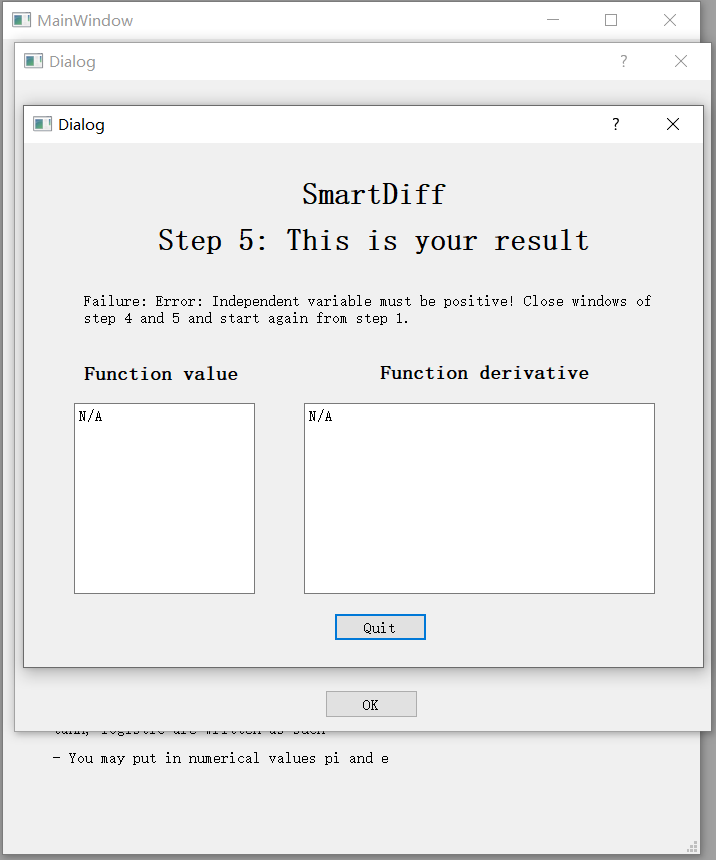 MainWindow
Dialog
?
Dialog
?
SmartDiff
Step 5: This is your result
Failure: Error: Independent variable must be positive! Close windows of
step 4 and 5 and start again from step 1.
Function value
Function derivative
N/A
N/A
Quit
OK
tanh, logistic are written as such
- You may put in numerical values pi and e